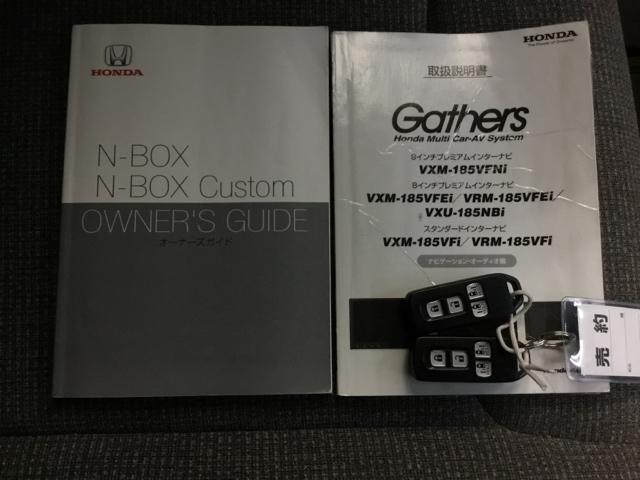 HONDA
N-BOX
N-BOX Custom
OWNER'S GUIDE
オーナーズガイド
HONDA
The Power of Dreams
取扱説明書
Gathers
Honda Multi Car-AV System
9インチプレミアムインターナビ
VXM-185VFNi
8インチプレミアムインターナビ
VXM-185VFEi/VRM-185VFEi/
VXU-185NBi
スタンダードインターナビ
VXM-185VFi/VRM-185VFi
ナビゲーション・オーディオ編
売約